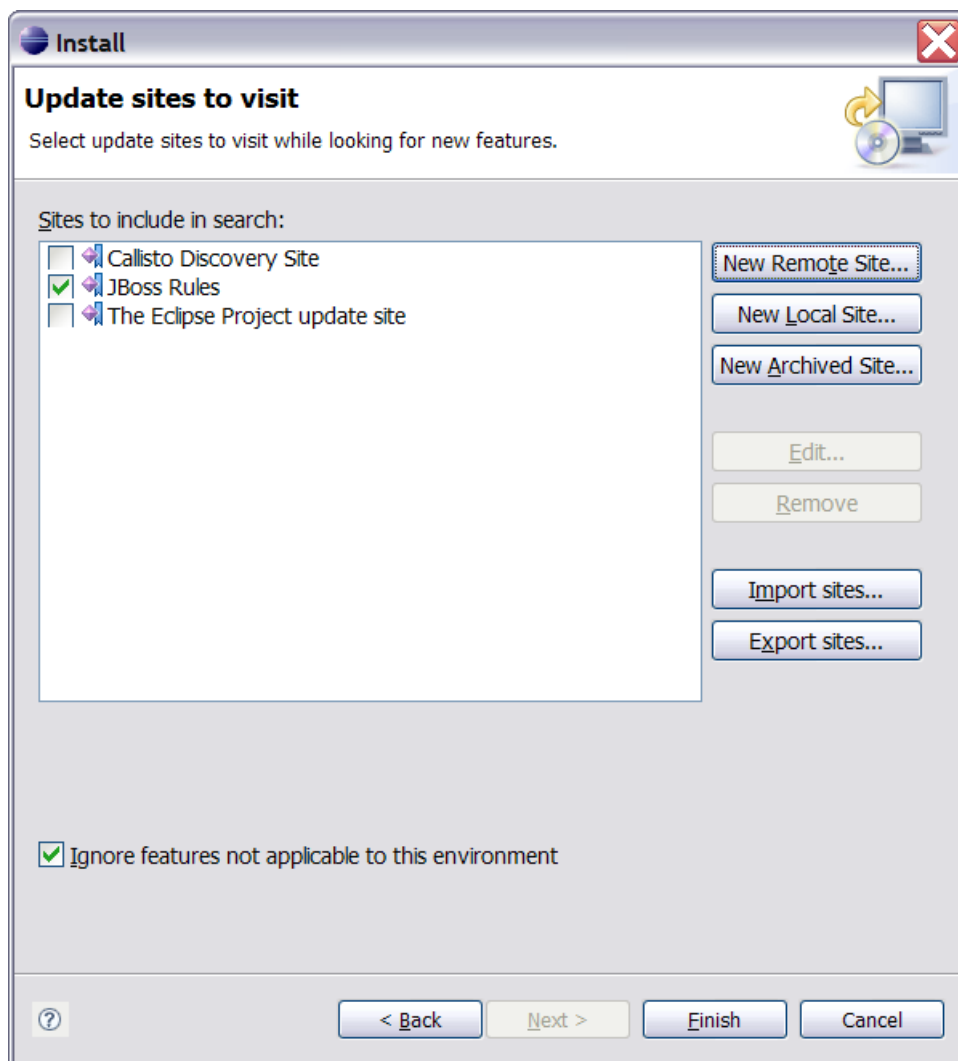 Install
Update sites to visit
Select update sites to visit while looking for new features.
Sites to include in search:
Callisto Discovery Site
JBoss Rules
The Eclipse Project update site
New Remote Site...
New Local Site...
New Archived Site...
Edit...
Remove
Import sites...
Export sites...
Ignore features not applicable to this environment
?
< Back
Next >
Finish
Cancel